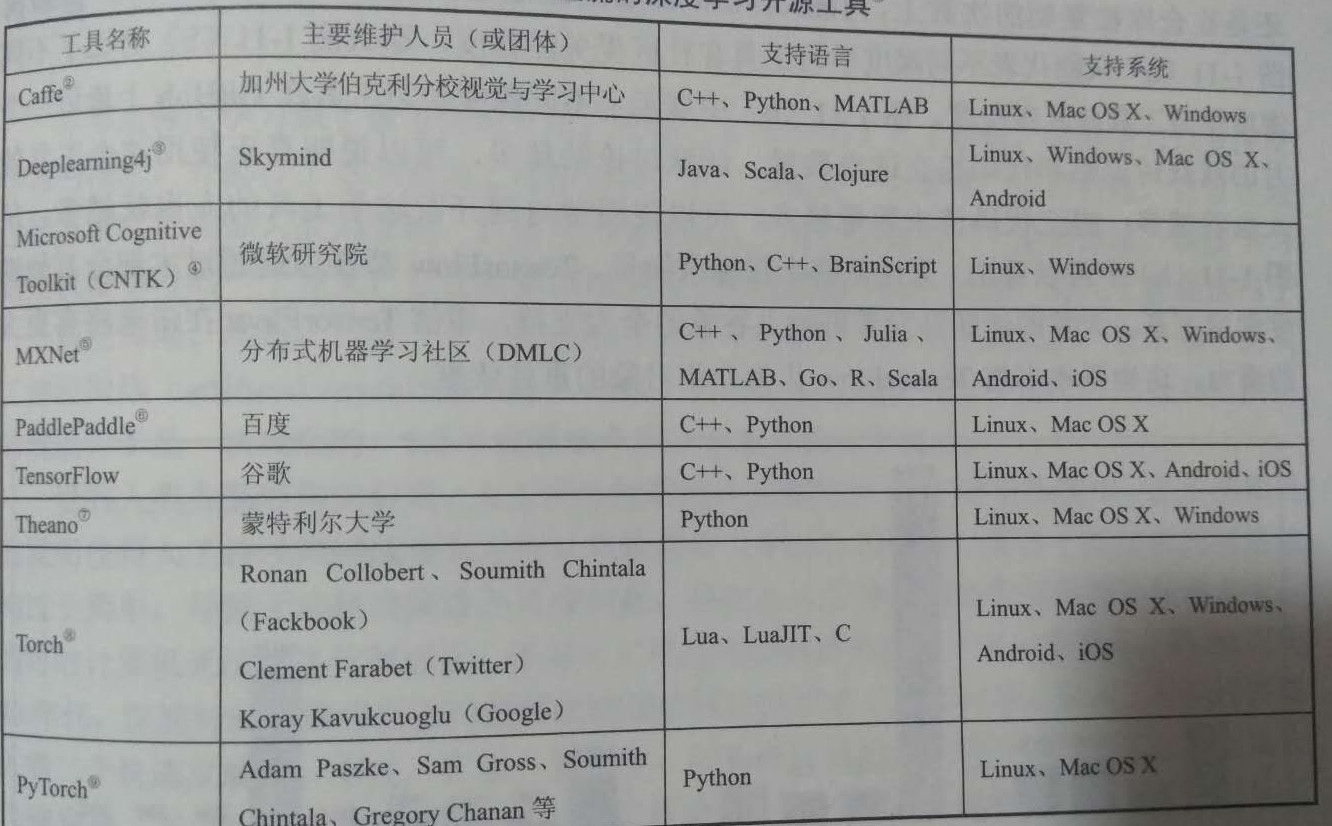 的深度学习开源工具
工具名称 主要维护人员（或团体） 支持语言 支持系统
Caffe② 加州大学伯克利分校视觉与学习中心 C++、Python、MATLAB Linux、Mac OS X、Windows
Deeplearning4j③ Skymind Java、Scala、Clojure Linux、Windows、Mac OS X、
Android
Microsoft Cognitive
Toolkit（CNTK）④ 微软研究院 Python、C++、BrainScript Linux、Windows
MXNet⑤ 分布式机器学习社区（DMLC） C++、Python、Julia、 Linux、Mac OS X、Windows、
MATLAB、Go、R、Scala Android、iOS
PaddlePaddle⑥ 百度 C++、Python Linux、Mac OS X
TensorFlow 谷歌 C++、Python Linux、Mac OS X、Android、iOS
Theano⑦ 蒙特利尔大学 Python Linux、Mac OS X、Windows
Torch⑧ Ronan Collobert、Soumith Chintala
（Fackbook）
Clement Farabet（Twitter）
Koray Kavukcuoglu（Google） Lua、LuaJIT、C Linux、Mac OS X、Windows、
Android、iOS
PyTorch⑨ Adam Paszke、Sam Gross、Soumith
Chintala、Gregory Chanan 等 Python Linux、Mac OS X